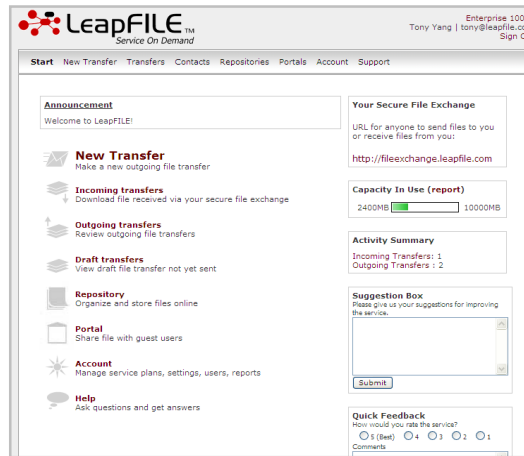 LeapFILE TM
Service On Demand
Enterprise 100
Tony Yang | tony@leapfile.co
Sign O
Start New Transfer Transfers Contacts Repositories Portals Account Support
Announcement
Welcome to LeapFILE!
New Transfer
Make a new outgoing file transfer
Incoming transfers
Download file received via your secure file exchange
Outgoing transfers
Review outgoing file transfers
Draft transfers
View draft file transfer not yet sent
Repository
Organize and store files online
Portal
Share file with guest users
Account
Manage service plans, settings, users, reports
Help
Ask questions and get answers
Your Secure File Exchange
URL for anyone to send files to you
or receive files from you:
http://fileexchange.leapfile.com
Capacity In Use (report)
2400MB 10000MB
Activity Summary
Incoming Transfers: 1
Outgoing Transfers : 2
Suggestion Box
Please give us your suggestions for improving
the service.
Submit
Quick Feedback
How would you rate the service?
5 (Best) 4 3 2 1
Comments